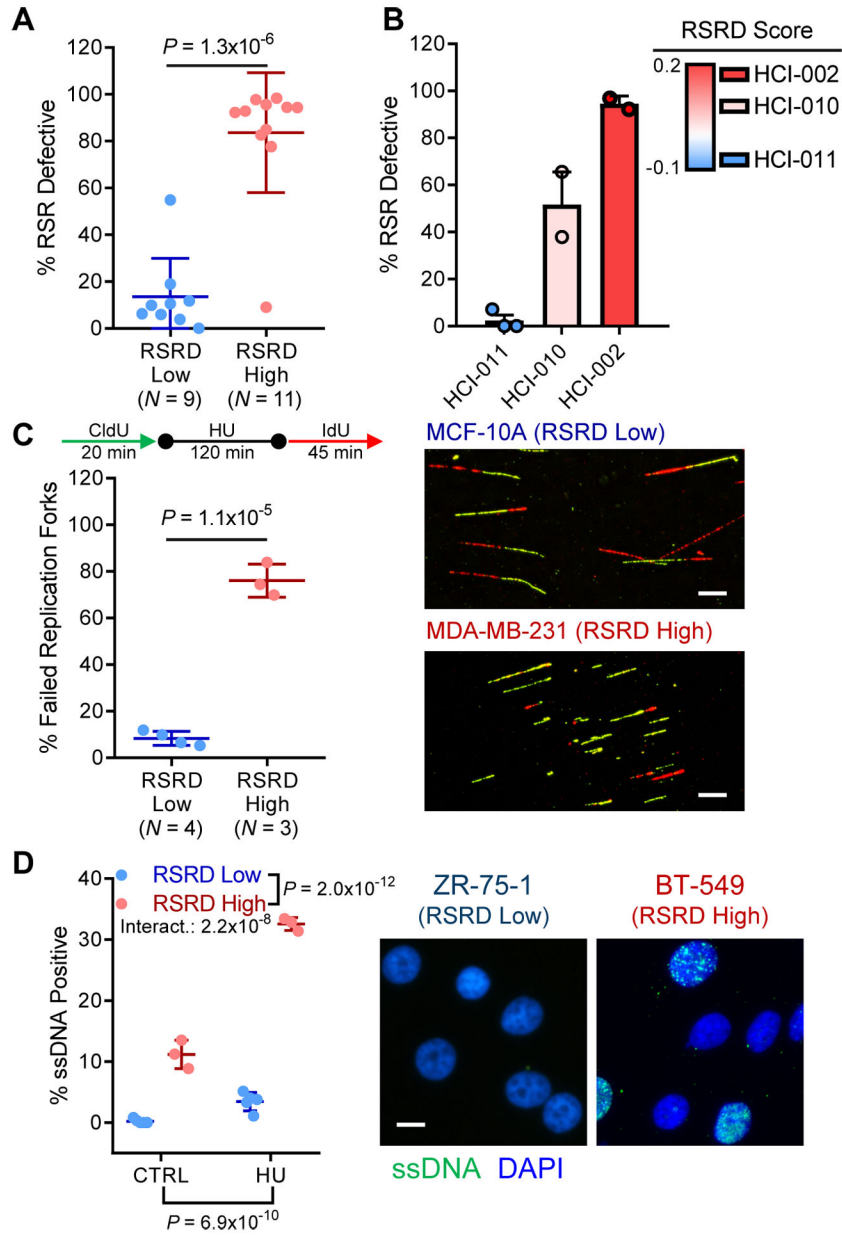 A
% RSR Defective
120
100
80
60
40
20
0
P = 1.3x10-6
RSRD Low (N = 9)
RSRD High (N = 11)
B
% RSR Defective
120
100
80
60
40
20
0
HCI-011
HCI-010
HCI-002
RSRD Score
0.2
-0.1
HCI-002
HCI-010
HCI-011
C
CldU
20 min
HU
120 min
IdU
45 min
% Failed Replication Forks
120
100
80
60
40
20
0
P = 1.1x10-5
RSRD Low (N = 4)
RSRD High (N = 3)
MCF-10A (RSRD Low)
MDA-MB-231 (RSRD High)
D
% ssDNA Positive
40
30
20
10
0
RSRD Low
RSRD High
P = 2.0x10-12
Interact.: 2.2x10-8
CTRL
HU
P = 6.9x10-10
ZR-75-1
(RSRD Low)
BT-549
(RSRD High)
ssDNA DAPI